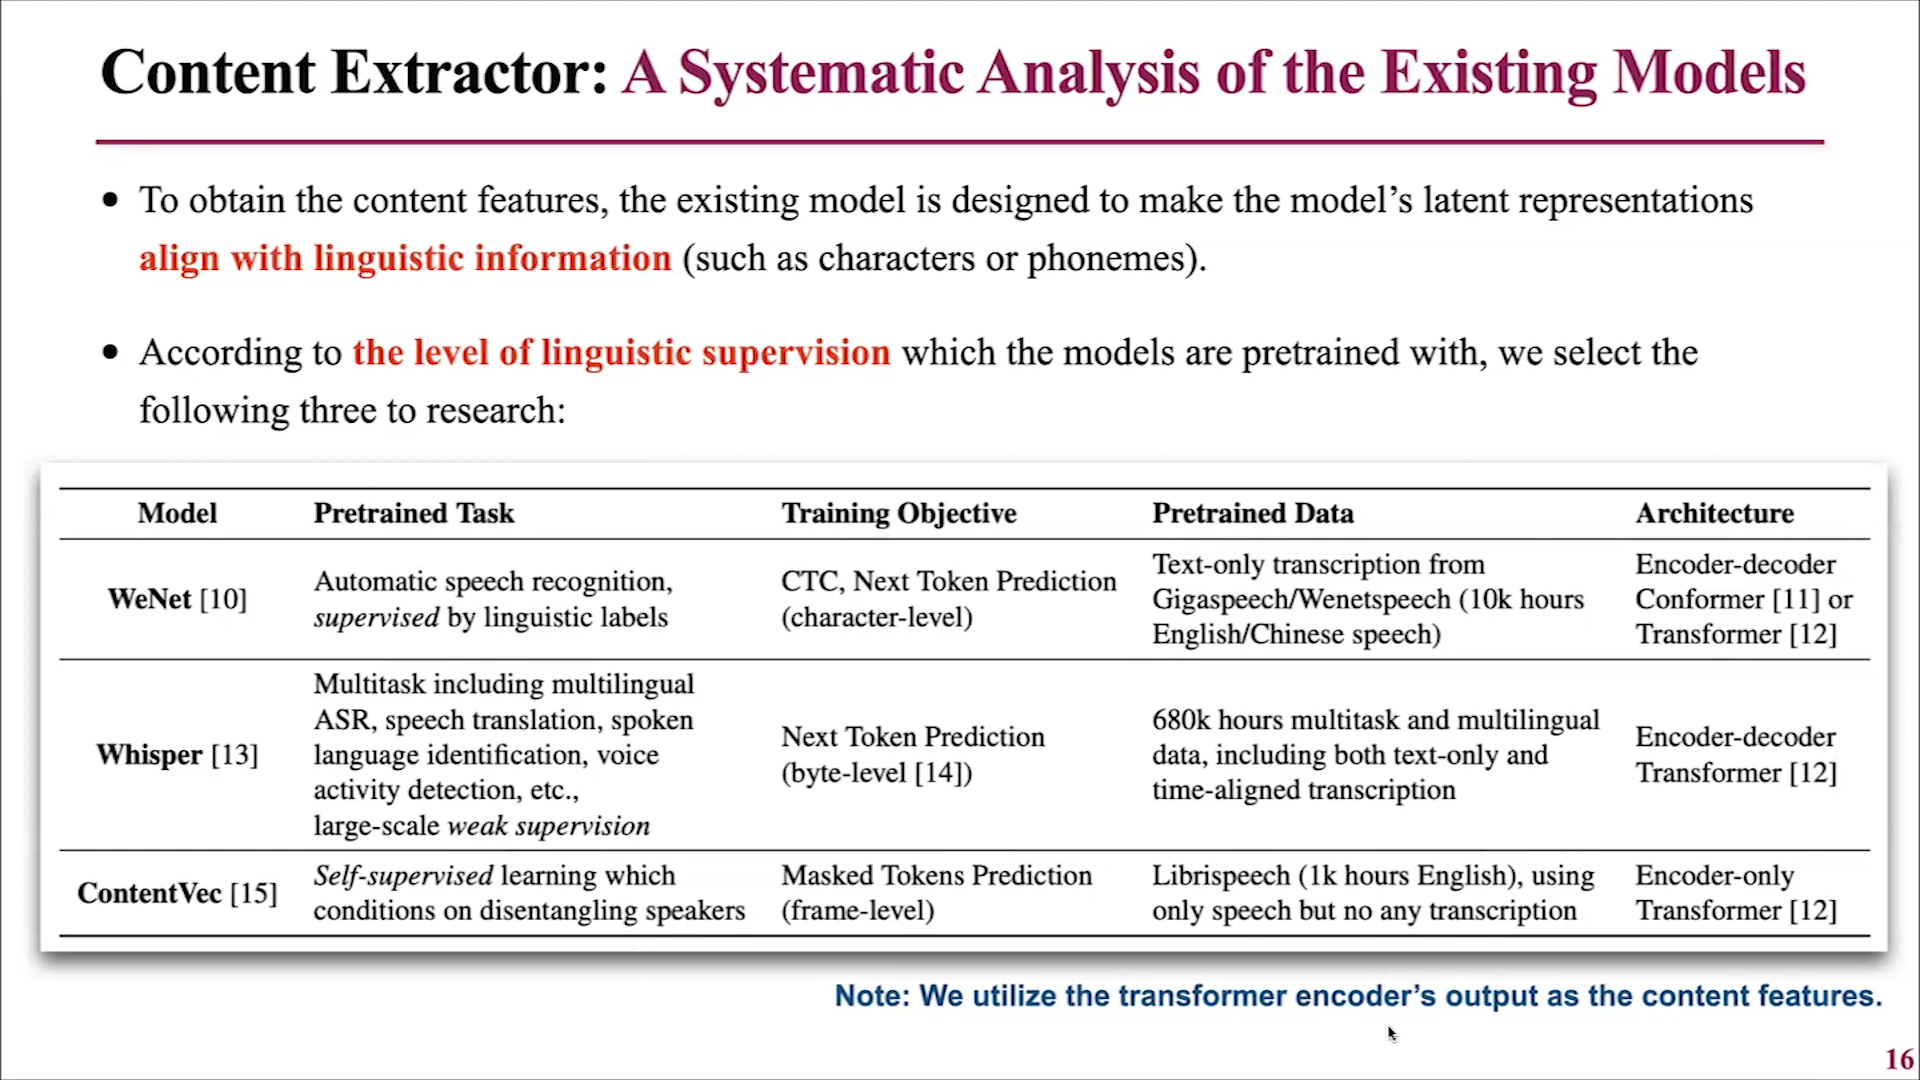 Content Extractor: A Systematic Analysis of the Existing Models
• To obtain the content features, the existing model is designed to make the model’s latent representations
align with linguistic information (such as characters or phonemes).
• According to the level of linguistic supervision which the models are pretrained with, we select the
following three to research:
Model Pretrained Task Training Objective Pretrained Data Architecture
WeNet [10]
Automatic speech recognition,
supervised by linguistic labels
CTC, Next Token Prediction
(character-level)
Text-only transcription from
Gigaspeech/Wenetspeech (10k hours
English/Chinese speech)
Encoder-decoder
Conformer [11] or
Transformer [12]
Whisper [13]
Multitask including multilingual
ASR, speech translation, spoken
language identification, voice
activity detection, etc.,
large-scale weak supervision
Next Token Prediction
(byte-level [14])
680k hours multitask and multilingual
data, including both text-only and
time-aligned transcription
Encoder-decoder
Transformer [12]
ContentVec [15]
Self-supervised learning which
conditions on disentangling speakers
Masked Tokens Prediction
(frame-level)
Librispeech (1k hours English), using
only speech but no any transcription
Encoder-only
Transformer [12]
Note: We utilize the transformer encoder’s output as the content features.
16